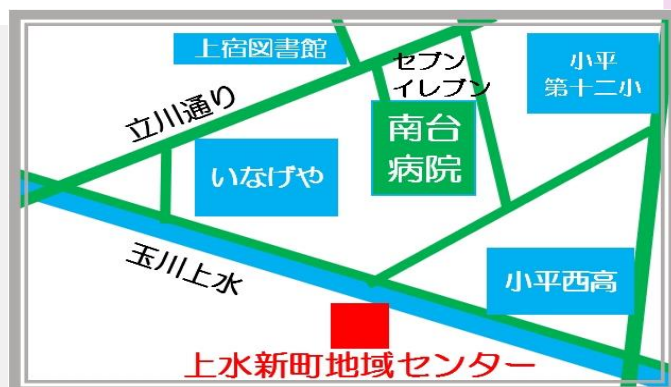 上宿図書館
セブン
イレブン
小平
第十二小
立川通り
南台
病院
いなげや
玉川上水
小平西高
上水新町地域センター